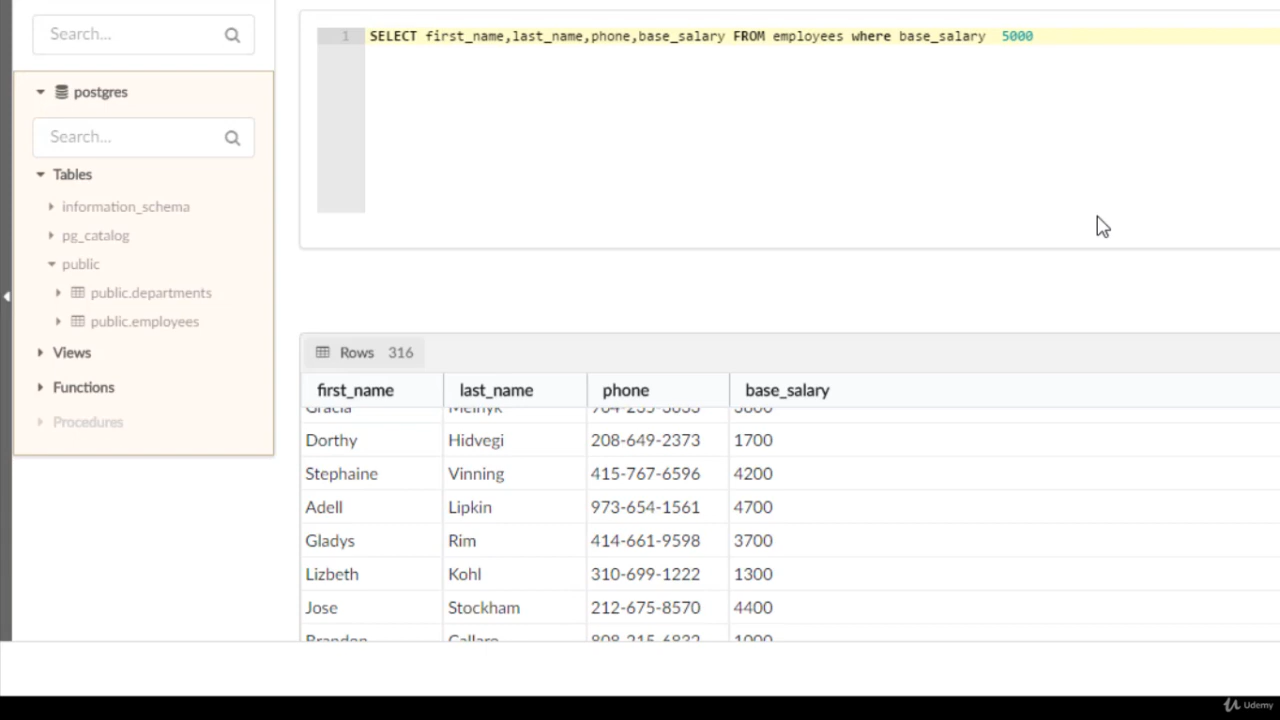 Search...
postgres
Search...
Tables
information_schema
pg_catalog
public
public.departments
public.employees
Views
Functions
Procedures
1 SELECT first_name,last_name,phone,base_salary FROM employees where base_salary  5000
Rows 316
first_name last_name phone base_salary
Dorthy Hidvegi 208-649-2373 1700
Stephaine Vinning 415-767-6596 4200
Adell Lipkin 973-654-1561 4700
Gladys Rim 414-661-9598 3700
Lizbeth Kohl 310-699-1222 1300
Jose Stockham 212-675-8570 4400
Udemy